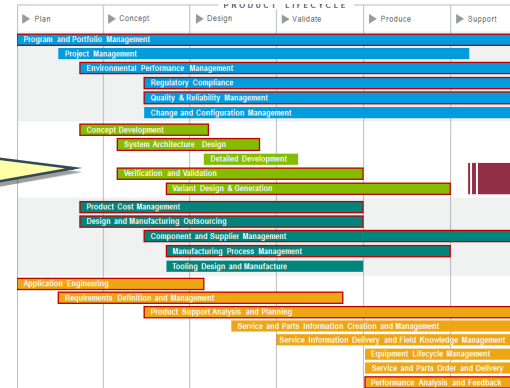 PRODUCT LIFECYCLE
Plan
Concept
Design
Validate
Produce
Support
Program and Portfolio Management
Project Management
Environmental Performance Management
Regulatory Compliance
Quality & Reliability Management
Change and Configuration Management
Concept Development
System Architecture Design
Detailed Development
Verification and Validation
Variant Design & Generation
Product Cost Management
Design and Manufacturing Outsourcing
Component and Supplier Management
Manufacturing Process Management
Tooling Design and Manufacture
Application Engineering
Requirements Definition and Management
Product Support Analysis and Planning
Service and Parts Information Creation and Management
Service Information Delivery and Field Knowledge Management
Equipment Lifecycle Management
Service and Parts Order and Delivery
Performance Analysis and Feedback